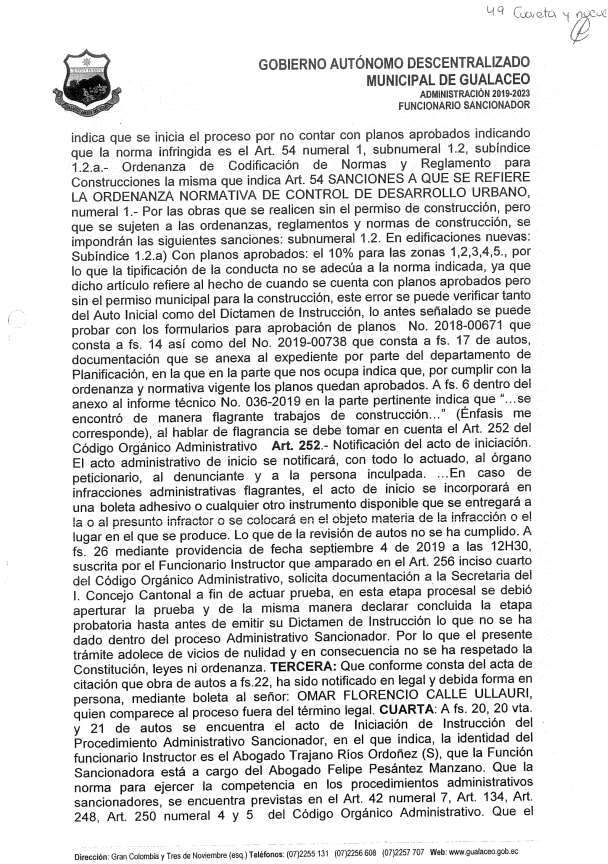 49 Cuareta y nueve
GOBIERNO AUTÓNOMO DESCENTRALIZADO
MUNICIPAL DE GUALACEO
ADMINISTRACIÓN 2019-2023
FUNCIONARIO SANCIONADOR
indica que se inicia el proceso por no contar con planos aprobados indicando
que la norma infringida es el Art. 54 numeral 1, subnumeral 1.2, subíndice
1.2.a.- Ordenanza de Codificación de Normas y Reglamento para
Construcciones la misma que indica Art. 54 SANCIONES A QUE SE REFIERE
LA ORDENANZA NORMATIVA DE CONTROL DE DESARROLLO URBANO,
numeral 1.- Por las obras que se realicen sin el permiso de construcción, pero
que se sujeten a las ordenanzas, reglamentos y normas de construcción, se
impondrán las siguientes sanciones: subnumeral 1.2. En edificaciones nuevas:
Subíndice 1.2.a) Con planos aprobados: el 10% para las zonas 1,2,3,4,5., por
lo que la tipificación de la conducta no se adecúa a la norma indicada, ya que
dicho artículo refiere al hecho de cuando se cuenta con planos aprobados pero
sin el permiso municipal para la construcción, este error se puede verificar tanto
del Auto Inicial como del Dictamen de Instrucción, lo antes señalado se puede
probar con los formularios para aprobación de planos No. 2018-00671 que
consta a fs. 14 así como del No. 2019-00738 que consta a fs. 17 de autos,
documentación que se anexa al expediente por parte del departamento de
Planificación, en la que en la parte que nos ocupa indica que, por cumplir con la
ordenanza y normativa vigente los planos quedan aprobados. A fs. 6 dentro del
anexo al informe técnico No. 036-2019 en la parte pertinente indica que "...se
encontró de manera flagrante trabajos de construcción..." (Énfasis me
corresponde), al hablar de flagrancia se debe tomar en cuenta el Art. 252 del
Código Orgánico Administrativo Art. 252.- Notificación del acto de iniciación.
El acto administrativo de inicio se notificará, con todo lo actuado, al órgano
peticionario, al denunciante y a la persona inculpada. ...En caso de
infracciones administrativas flagrantes, el acto de inicio se incorporará en
una boleta adhesivo o cualquier otro instrumento disponible que se entregará a
la o al presunto infractor o se colocará en el objeto materia de la infracción o el
lugar en el que se produce. Lo que de la revisión de autos no se ha cumplido. A
fs. 26 mediante providencia de fecha septiembre 4 de 2019 a las 12H30,
suscrita por el Funcionario Instructor que amparado en el Art. 256 inciso cuarto
del Código Orgánico Administrativo, solicita documentación a la Secretaria del
I. Concejo Cantonal a fin de actuar prueba, en esta etapa procesal se debió
aperturar la prueba y de la misma manera declarar concluida la etapa
probatoria hasta antes de emitir su Dictamen de Instrucción lo que no se ha
dado dentro del proceso Administrativo Sancionador. Por lo que el presente
trámite adolece de vicios de nulidad y en consecuencia no se ha respetado la
Constitución, leyes ni ordenanza. TERCERA: Que conforme consta del acta de
citación que obra de autos a fs.22, ha sido notificado en legal y debida forma en
persona, mediante boleta al señor: OMAR FLORENCIO CALLE ULLAURI,
quien comparece al proceso fuera del término legal. CUARTA: A fs. 20, 20 vta.
y 21 de autos se encuentra el acto de Iniciación de Instrucción del
Procedimiento Administrativo Sancionador, en el que indica, la identidad del
funcionario Instructor es el Abogado Trajano Rios Ordoñez (S), que la Función
Sancionadora está a cargo del Abogado Felipe Pesántez Manzano. Que la
norma para ejercer la competencia en los procedimientos administrativos
sancionadores, se encuentra previstas en el Art. 42 numeral 7, Art. 134, Art.
248, Art. 250 numeral 4 y 5 del Código Orgánico Administrativo. Que el
Dirección: Gran Colombia y Tres de Noviembre (esq.) Teléfonos: (07)2255 131 (07)2256 608 (07)2257 707 Web: www.gualaceo.gob.ec